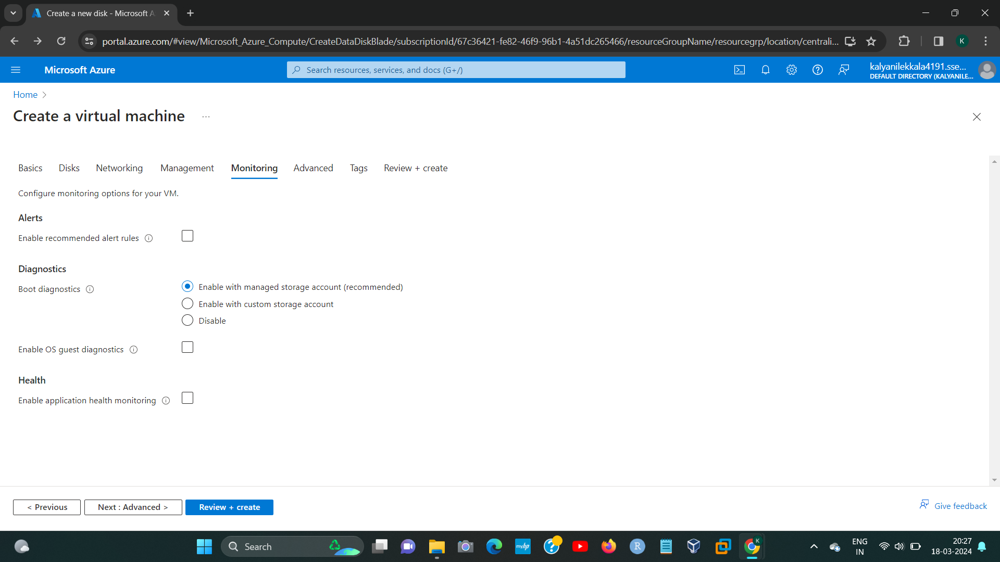 Create a new disk - Microsoft A
portal.azure.com/#view/Microsoft_Azure_Compute/CreateDataDiskBlade/subscriptionId/67c36421-fe82-46f9-96b1-4a51dc265466/resourceGroupName/resourcegrp/location/centrali...
K
Microsoft Azure
Search resources, services, and docs (G+/)
kalyanilekkala4191.sse...
DEFAULT DIRECTORY (KALYANILE...
Home >
Create a virtual machine ...
Basics Disks Networking Management Monitoring Advanced Tags Review + create
Configure monitoring options for your VM.
Alerts
Enable recommended alert rules
Diagnostics
Boot diagnostics
Enable with managed storage account (recommended)
Enable with custom storage account
Disable
Enable OS guest diagnostics
Health
Enable application health monitoring
< Previous
Next : Advanced >
Review + create
Give feedback
Search
myhp
R
K
ENG
IN
20:27
18-03-2024